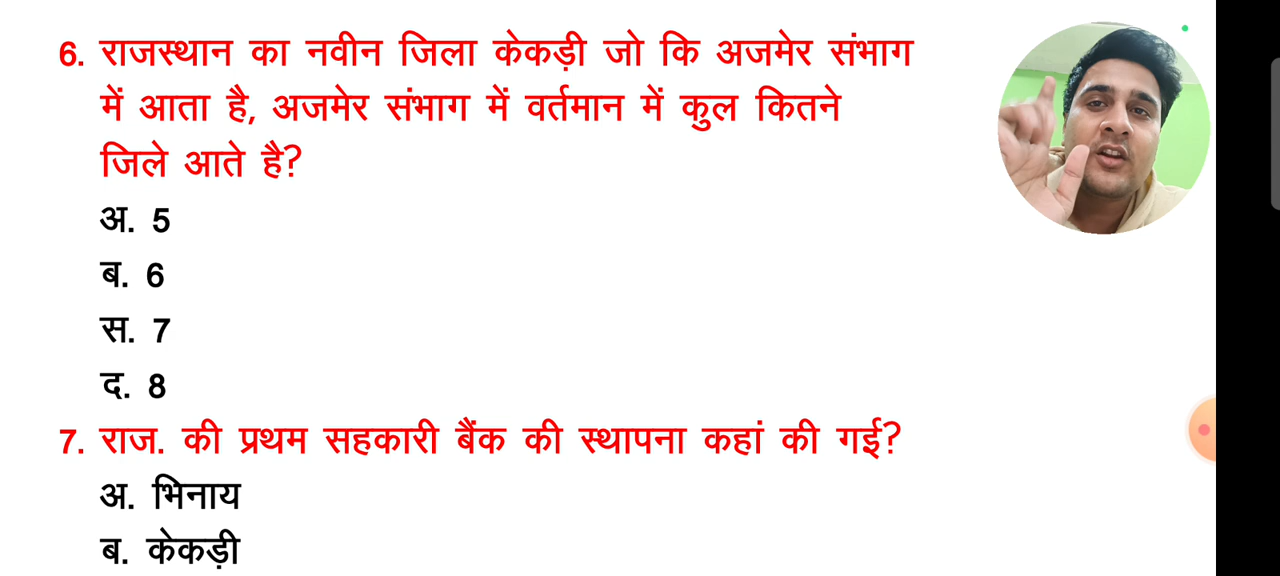 6. राजस्थान का नवीन जिला केकड़ी जो कि अजमेर संभाग
में आता है, अजमेर संभाग में वर्तमान में कुल कितने
जिले आते है?
अ. 5
ब. 6
स. 7
द. 8
7. राज. की प्रथम सहकारी बैंक की स्थापना कहां की गई?
अ. भिनाय
ब. केकड़ी